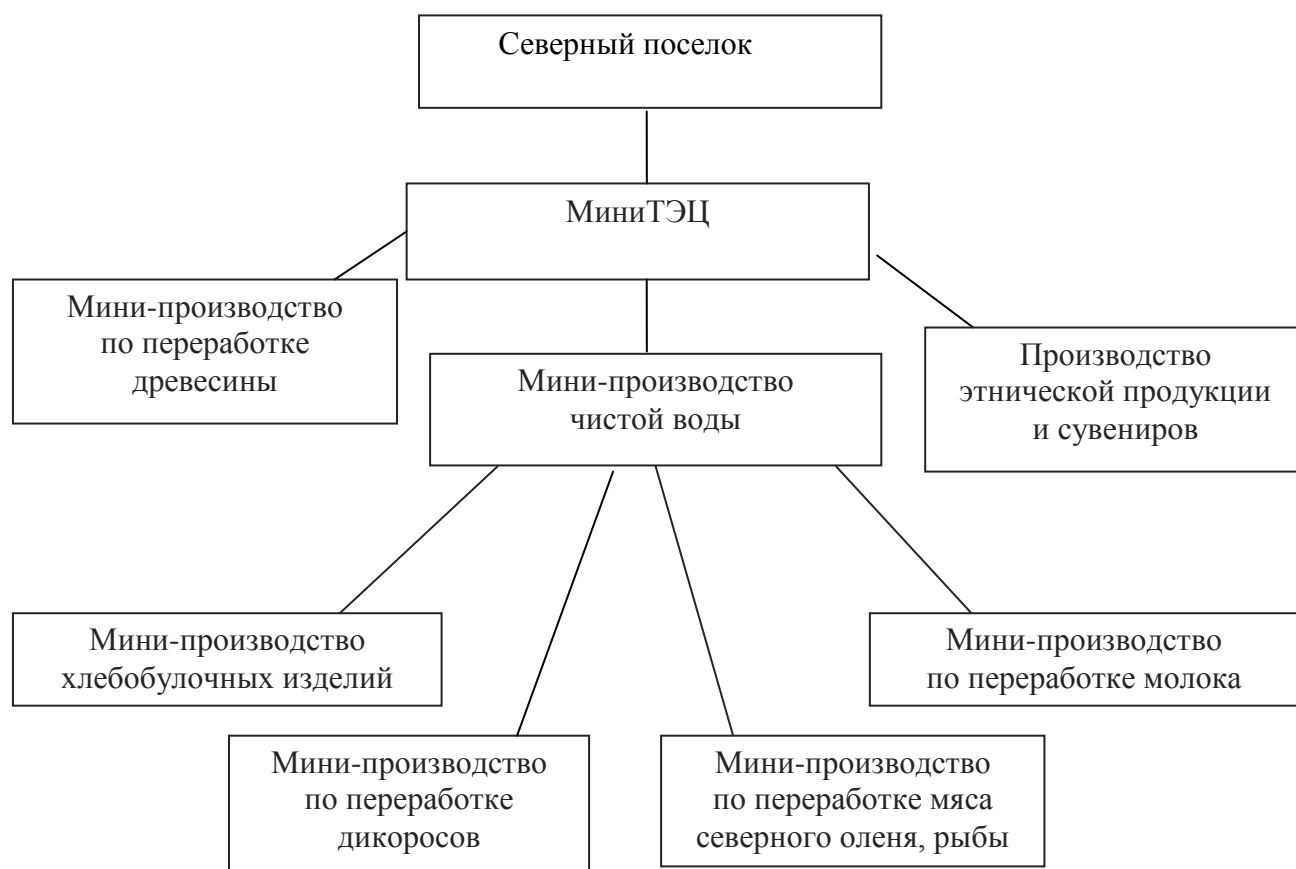 Северный поселок
МиниТЭЦ
Мини-производство
по переработке
древесины
Мини-производство
чистой воды
Производство
этнической продукции
и сувениров
Мини-производство
хлебобулочных изделий
Мини-производство
по переработке молока
Мини-производство
по переработке
дикоросов
Мини-производство
по переработке мяса
северного оленя, рыбы